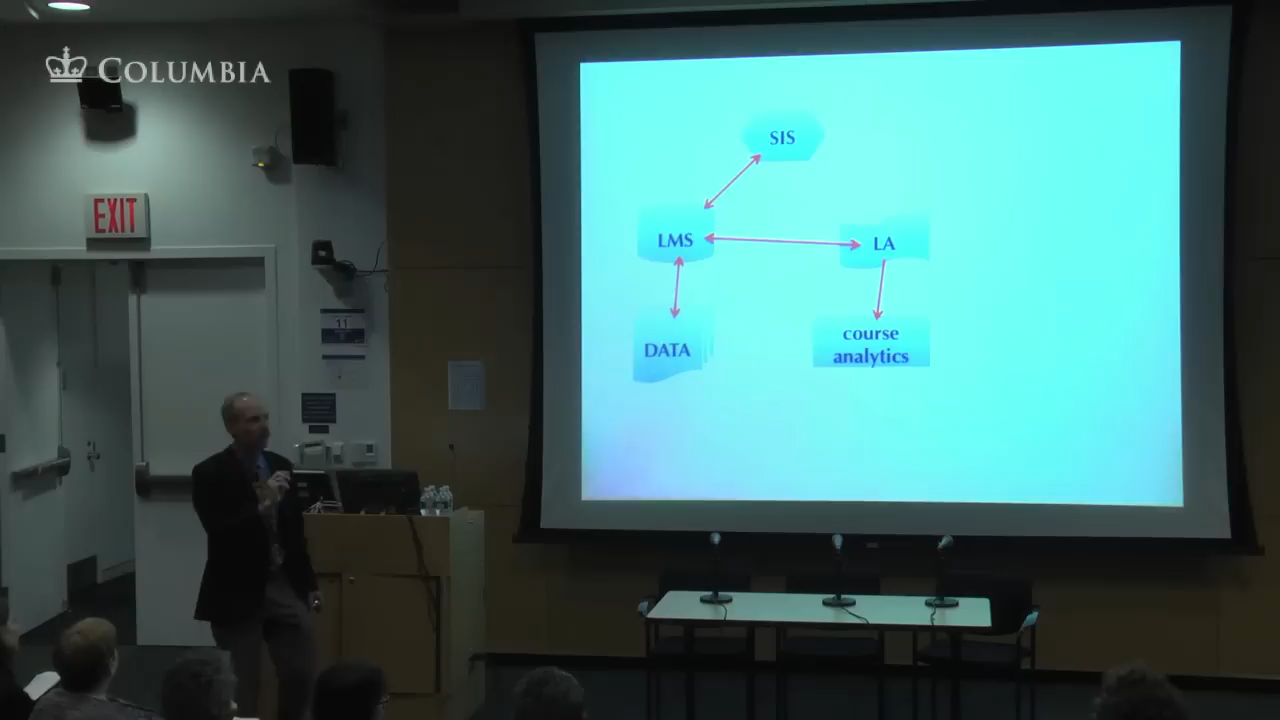 COLUMBIA
EXIT
11
SIS
LMS
LA
DATA
course
analytics